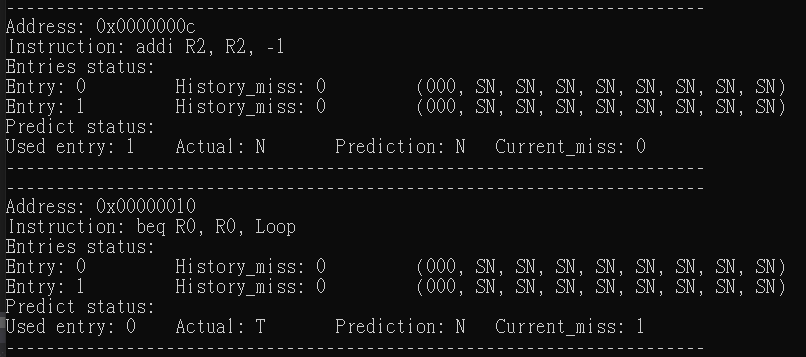 ----------------------------------------------------------------------
Address: 0x0000000c
Instruction: addi R2, R2, -1
Entries status:
Entry: 0 History_miss: 0 (000, SN, SN, SN, SN, SN, SN, SN, SN)
Entry: 1 History_miss: 0 (000, SN, SN, SN, SN, SN, SN, SN, SN)
Predict status:
Used entry: 1 Actual: N Prediction: N Current_miss: 0
----------------------------------------------------------------------
----------------------------------------------------------------------
Address: 0x00000010
Instruction: beq R0, R0, Loop
Entries status:
Entry: 0 History_miss: 0 (000, SN, SN, SN, SN, SN, SN, SN, SN)
Entry: 1 History_miss: 0 (000, SN, SN, SN, SN, SN, SN, SN, SN)
Predict status:
Used entry: 0 Actual: T Prediction: N Current_miss: 1
----------------------------------------------------------------------